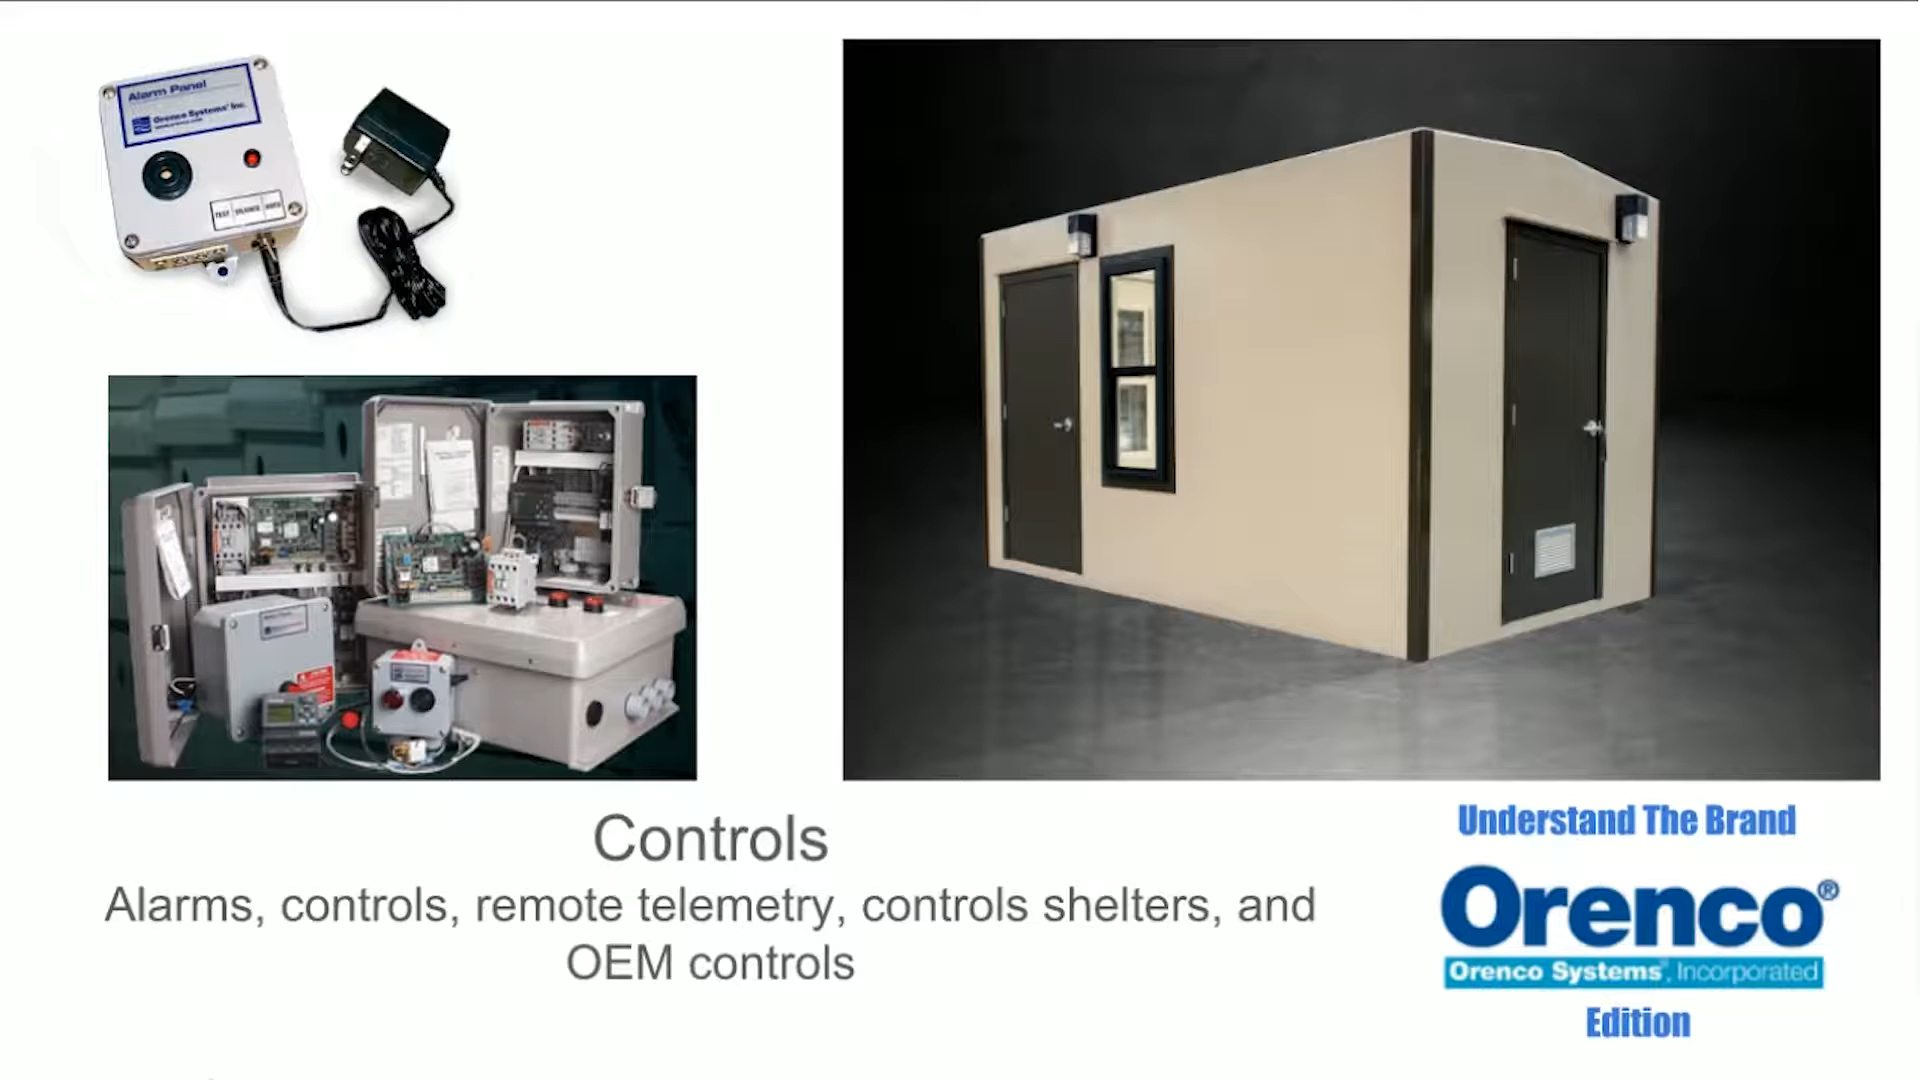 Alarm Panel
Orenco Systems® Inc.
TEST SILENCE
Controls
Alarms, controls, remote telemetry, controls shelters, and
OEM controls
Understand The Brand
Orenco®
Orenco Systems®, Incorporated
Edition